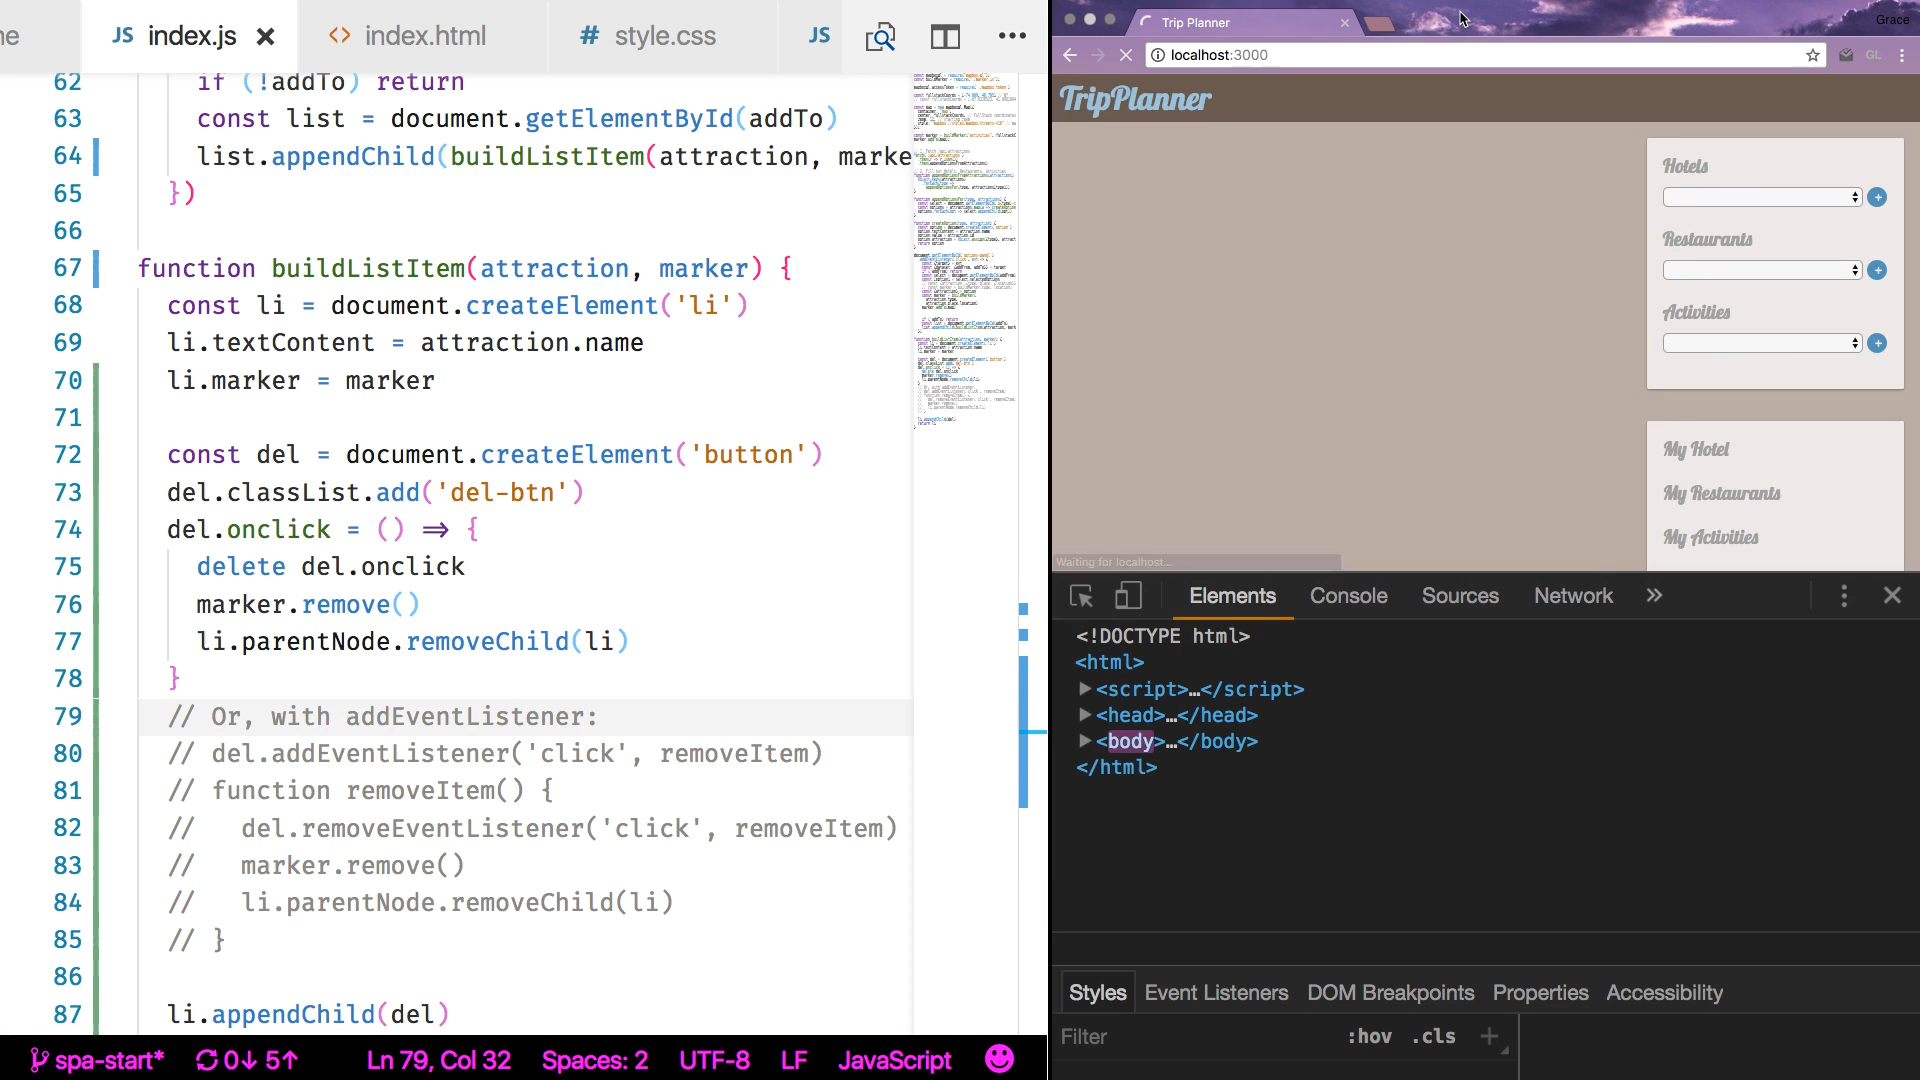 ne
JS index.js
<> index.html
# style.css
JS
62 if (!addTo) return
63 const list = document.getElementById(addTo)
64 list.appendChild(buildListItem(attraction, marke
65 })
66
67 function buildListItem(attraction, marker) {
68 const li = document.createElement('li')
69 li.textContent = attraction.name
70 li.marker = marker
71
72 const del = document.createElement('button')
73 del.classList.add('del-btn')
74 del.onclick = () ⇒ {
75 delete del.onclick
76 marker.remove()
77 li.parentNode.removeChild(li)
78 }
79 // Or, with addEventListener:
80 // del.addEventListener('click', removeItem)
81 // function removeItem() {
82 // del.removeEventListener('click', removeItem)
83 // marker.remove()
84 // li.parentNode.removeChild(li)
85 // }
86
87 li.appendChild(del)
spa-start* 0↓ 5↑ Ln 79, Col 32 Spaces: 2 UTF-8 LF JavaScript
Trip Planner
Grace
localhost:3000
GL
TripPlanner
Hotels
Restaurants
Activities
My Hotel
My Restaurants
My Activities
Waiting for localhost...
Elements Console Sources Network »
<!DOCTYPE html>
<html>
<script>…</script>
<head>…</head>
<body>…</body>
</html>
Styles Event Listeners DOM Breakpoints Properties Accessibility
Filter :hov .cls +